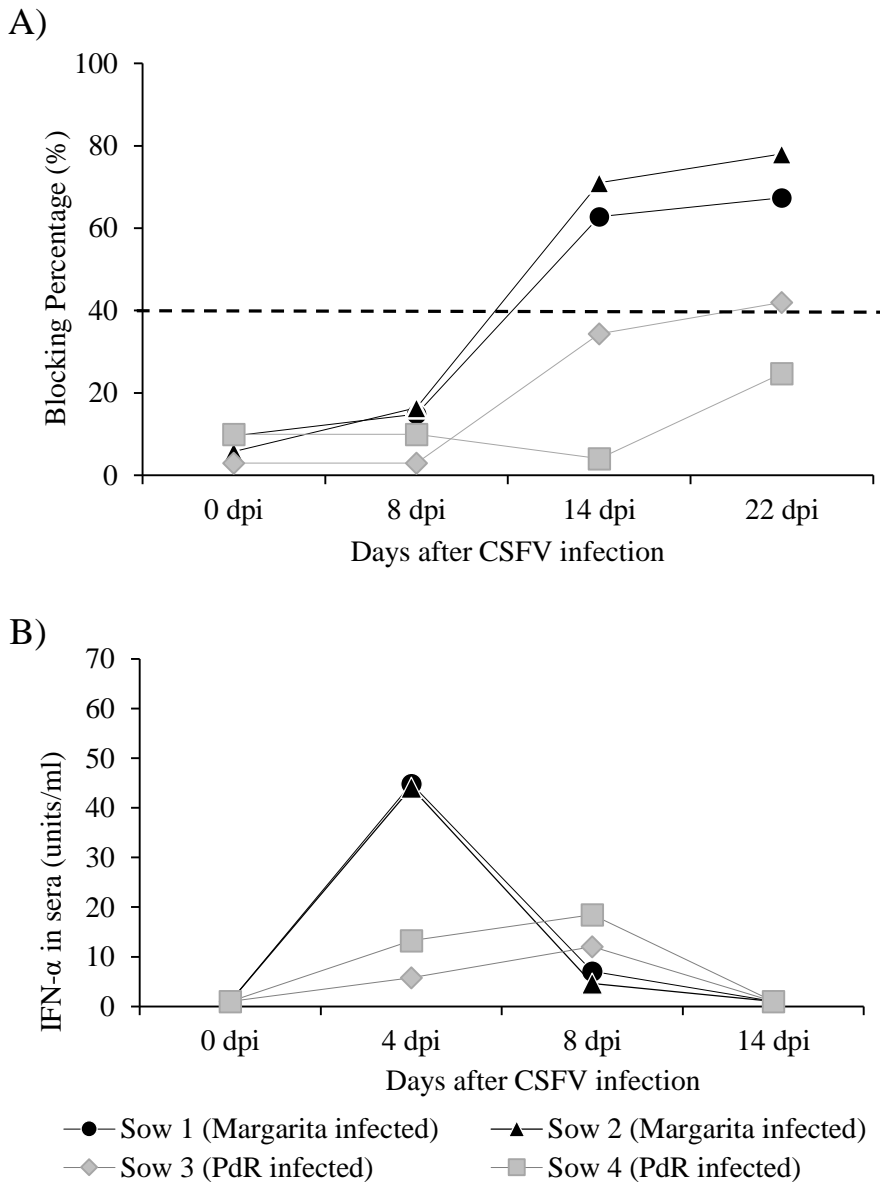 A)
Blocking Percentage (%)
100
80
60
40
20
0
0 dpi 8 dpi 14 dpi 22 dpi
Days after CSFV infection
B)
IFN-α in sera (units/ml)
70
60
50
40
30
20
10
0
0 dpi 4 dpi 8 dpi 14 dpi
Days after CSFV infection
Sow 1 (Margarita infected) Sow 2 (Margarita infected)
Sow 3 (PdR infected) Sow 4 (PdR infected)